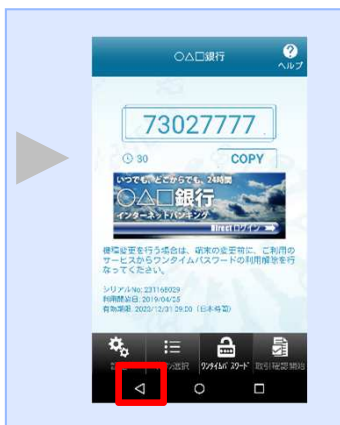 ○△□銀行
ヘルプ
73027777
30
COPY
いつでも、どこからでも、24時間
○△□銀行
インターネットバンキング
Directログイン
機種変更を行う場合は、端末の変更前に、ご利用の
サービスからワンタイムパスワードの利用解除を行
なってください。
シリアルNo: 231168029
利用開始日: 2019/04/25
有効期限: 2023/12/31 29:00（日本時間）
ワンタイムパスワード
取引確認開始